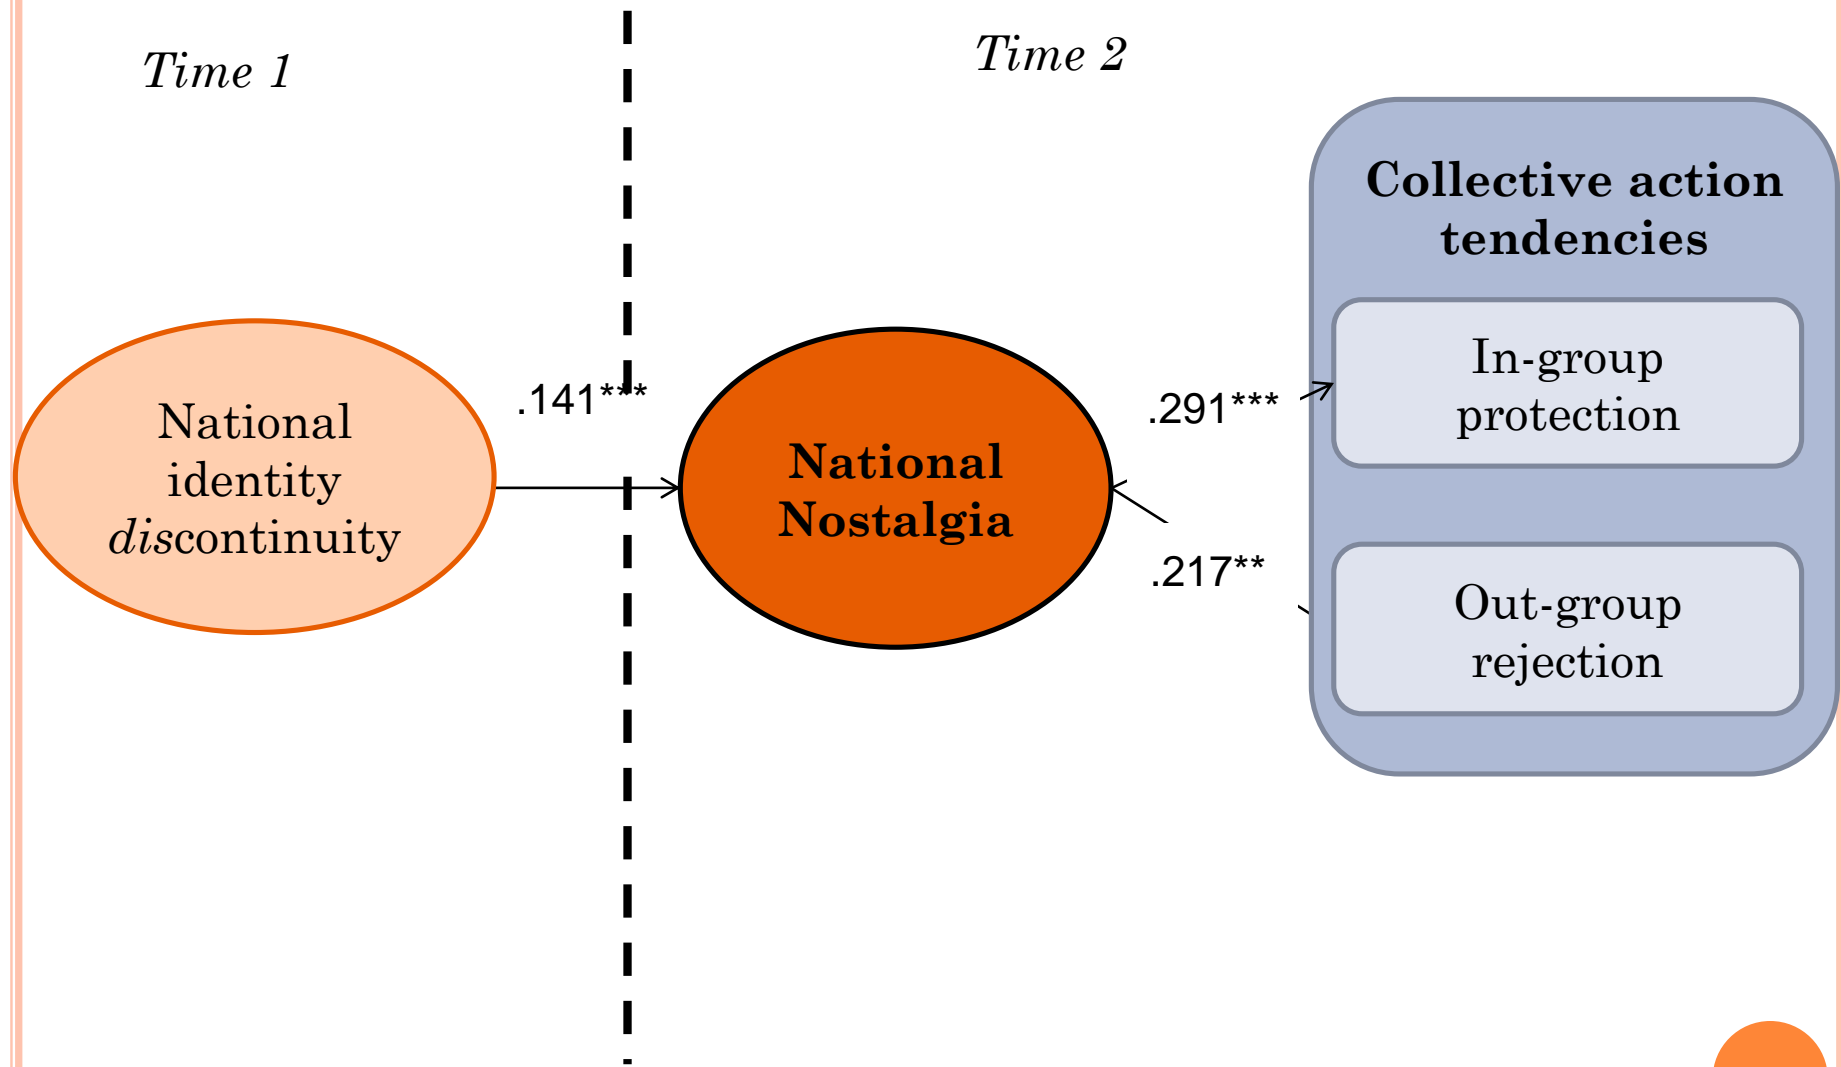 Time 1
Time 2
Collective action
tendencies
In-group
protection
National
identity
discontinuity
.141***
.291***
National
Nostalgia
.217**
Out-group
rejection